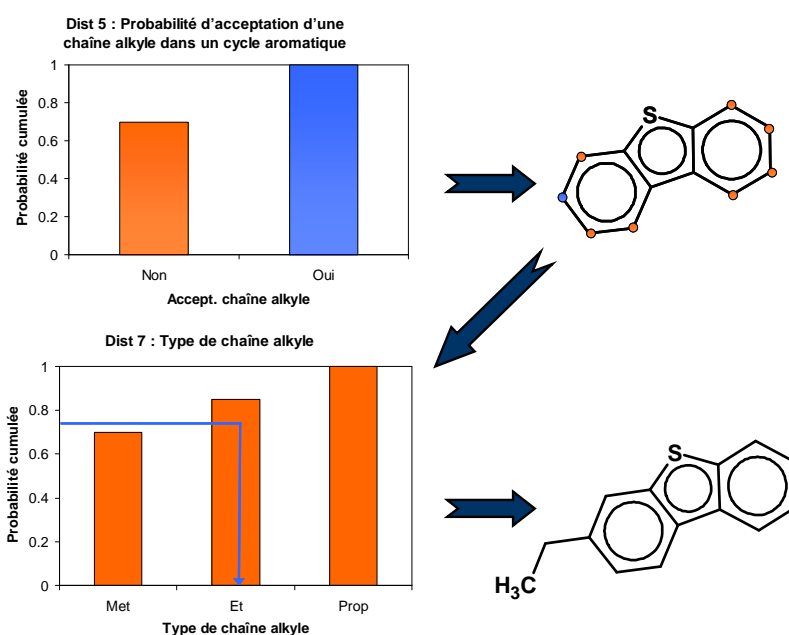 Dist 5 : Probabilité d'acceptation d'une
chaîne alkyle dans un cycle aromatique
Probabilité cumulée
1
0.8
0.6
0.4
0.2
0
Non
Oui
Accept. chaîne alkyle
S
Dist 7 : Type de chaîne alkyle
Probabilité cumulée
1
0.8
0.6
0.4
0.2
0
Met
Et
Prop
Type de chaîne alkyle
S
H3C